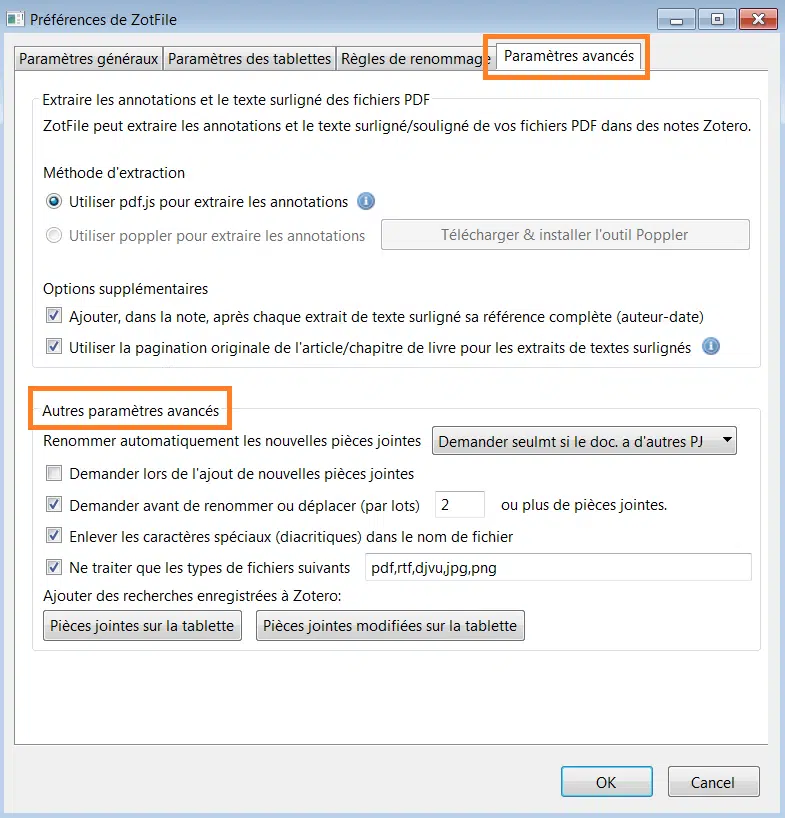 Préférences de ZotFile
Paramètres généraux Paramètres des tablettes Règles de renommage Paramètres avancés
Extraire les annotations et le texte surligné des fichiers PDF
ZotFile peut extraire les annotations et le texte surligné/souligné de vos fichiers PDF dans des notes Zotero.
Méthode d'extraction
Utiliser pdf.js pour extraire les annotations
Utiliser poppler pour extraire les annotations Télécharger & installer l'outil Poppler
Options supplémentaires
Ajouter, dans la note, après chaque extrait de texte surligné sa référence complète (auteur-date)
Utiliser la pagination originale de l'article/chapitre de livre pour les extraits de textes surlignés
Autres paramètres avancés
Renommer automatiquement les nouvelles pièces jointes Demander seulmt si le doc. a d'autres PJ
Demander lors de l'ajout de nouvelles pièces jointes
Demander avant de renommer ou déplacer (par lots) 2 ou plus de pièces jointes.
Enlever les caractères spéciaux (diacritiques) dans le nom de fichier
Ne traiter que les types de fichiers suivants pdf,rtf,djvu,jpg,png
Ajouter des recherches enregistrées à Zotero:
Pièces jointes sur la tablette Pièces jointes modifiées sur la tablette
OK Cancel